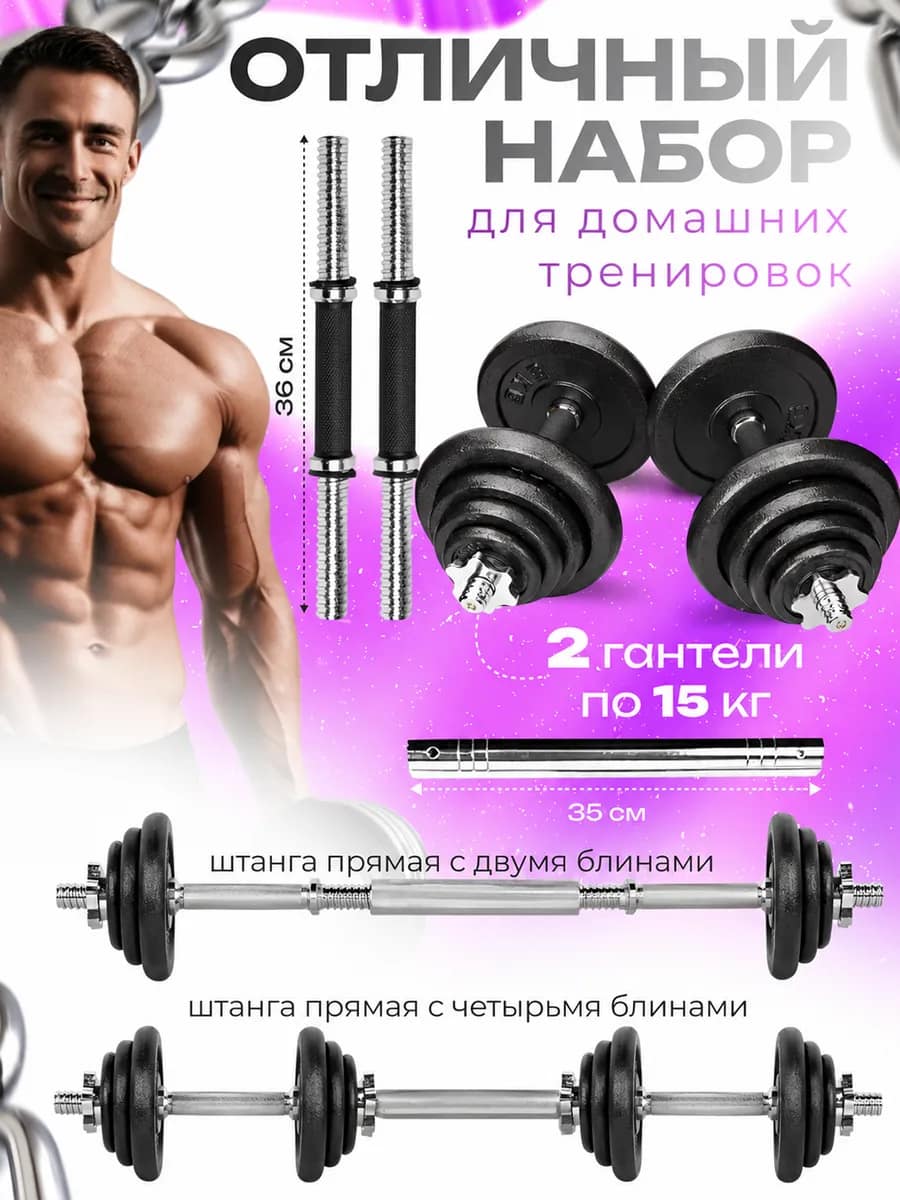 ОТЛИЧНЫЙ
НАБОР
для домашних
тренировок
36 см
2 гантели
по 15 кг
35 см
штанга прямая с двумя блинами
штанга прямая с четырьмя блинами